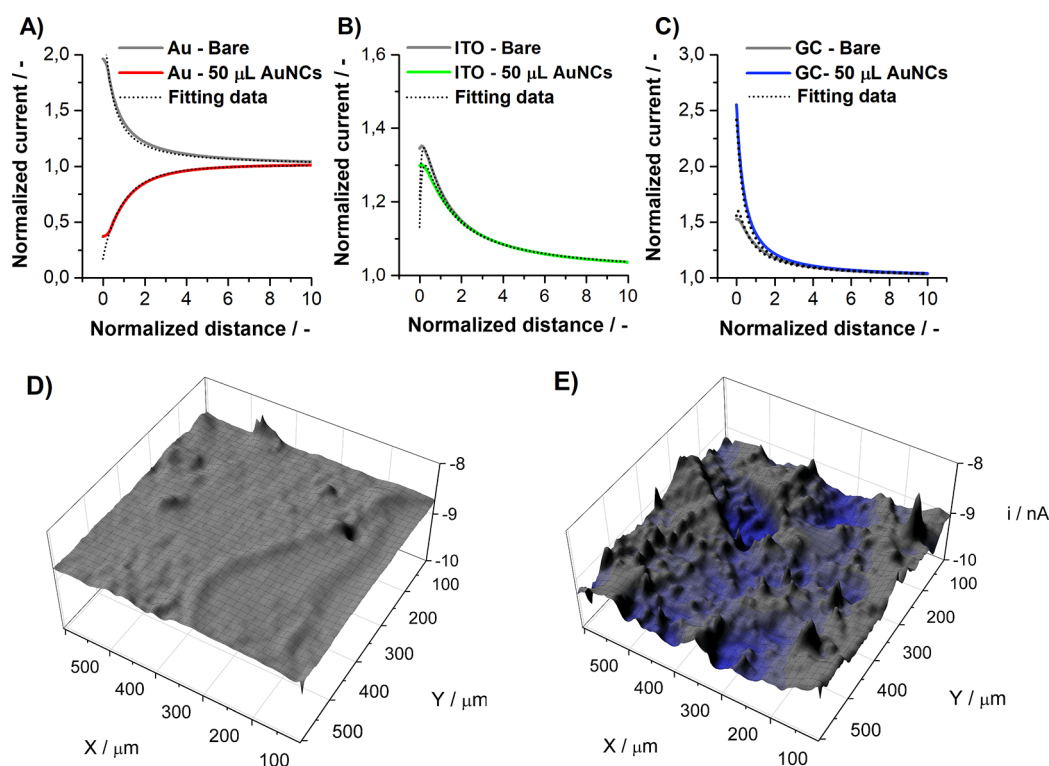 A)
Au - Bare
Au - 50 μL AuNCs
Fitting data
Normalized current / -
2,0
1,5
1,0
0,5
0,0
0 2 4 6 8 10
Normalized distance / -
B)
ITO - Bare
ITO - 50 μL AuNCs
Fitting data
Normalized current / -
1,6
1,4
1,2
1,0
0 2 4 6 8 10
Normalized distance / -
C)
GC - Bare
GC- 50 μL AuNCs
Fitting data
Normalized current / -
3,0
2,5
2,0
1,5
1,0
0 2 4 6 8 10
Normalized distance / -
D)
-8
-9
-10
100
200
300
400
500
Y / μm
500
400
300
200
100
X / μm
E)
-8
-9
-10
i / nA
100
200
300
400
500
Y / μm
500
400
300
200
100
X / μm